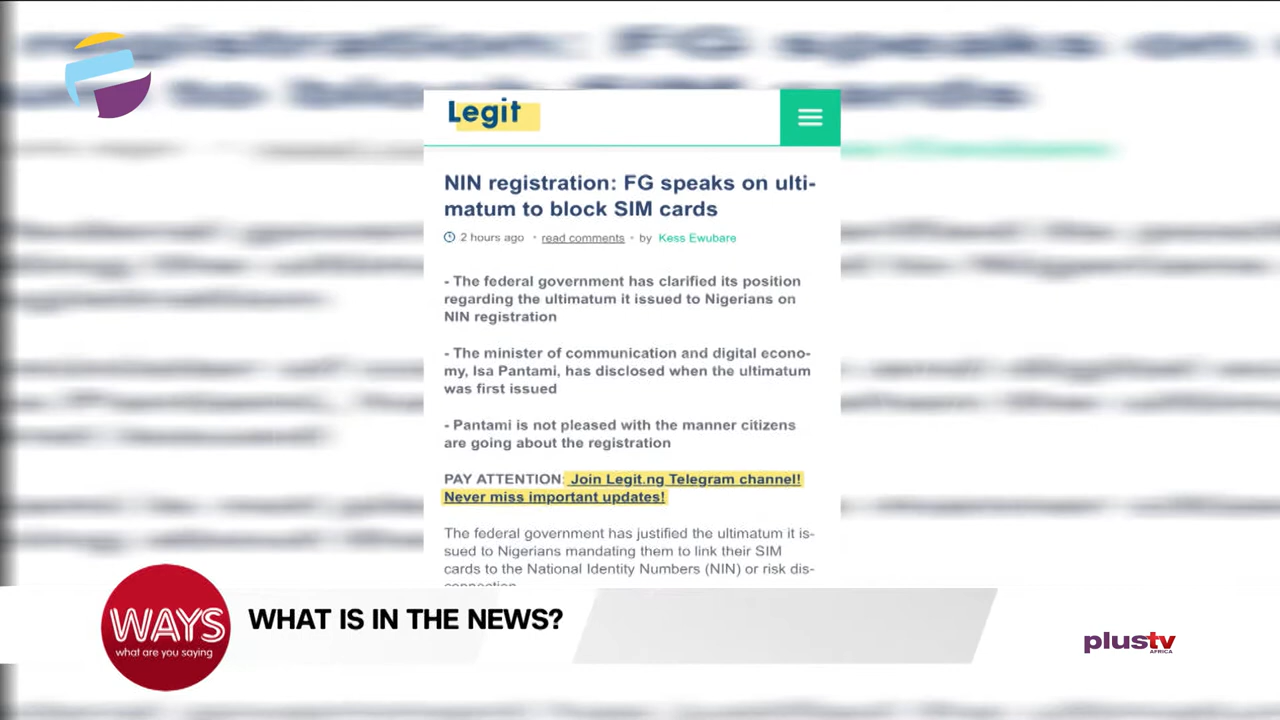 Legit
NIN registration: FG speaks on ulti-
matum to block SIM cards
2 hours ago • read comments • by Kess Ewubare
- The federal government has clarified its position
regarding the ultimatum it issued to Nigerians on
NIN registration
- The minister of communication and digital econo-
my, Isa Pantami, has disclosed when the ultimatum
was first issued
- Pantami is not pleased with the manner citizens
are going about the registration
PAY ATTENTION: Join Legit.ng Telegram channel!
Never miss important updates!
The federal government has justified the ultimatum it is-
sued to Nigerians mandating them to link their SIM
cards to the National Identity Numbers (NIN) or risk dis-
connection
WAYS
what are you saying
WHAT IS IN THE NEWS?
plustv
AFRICA